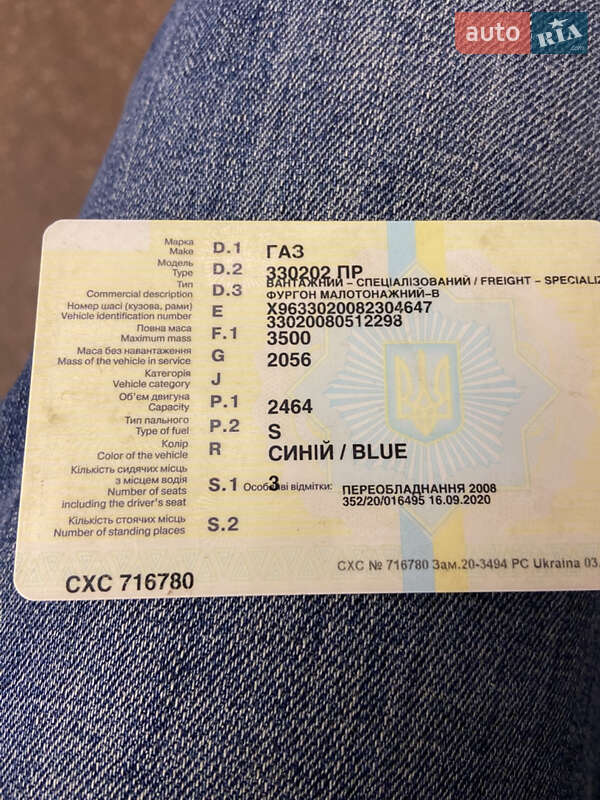 auto RIA .com
Марка
Make D.1 ГАЗ
Модель
Type D.2 330202 ПР
Тип
Commercial description D.3 ВАНТАЖНИЙ – СПЕЦІАЛІЗОВАНИЙ / FREIGHT – SPECIALIZ
ФУРГОН МАЛОТОНАЖНИЙ-В
Номер шасі (кузова, рами)
Vehicle identification number E X9633020082304647
33020080512298
Повна маса
Maximum mass F.1 3500
Маса без навантаження
Mass of the vehicle in service G 2056
Категорія
Vehicle category J
Об'єм двигуна
Capacity P.1 2464
Тип пального
Type of fuel P.2 S
Колір
Color of the vehicle R СИНІЙ / BLUE
Кількість сидячих місць
з місцем водія
Number of seats
including the driver's seat S.1 3
Особливі відмітки: ПЕРЕОБЛАДНАННЯ 2008
352/20/016495 16.09.2020
Кількість стоячих місць
Number of standing places S.2
СХС № 716780 Зам.20-3494 РС Ukraina 03.
СХС 716780